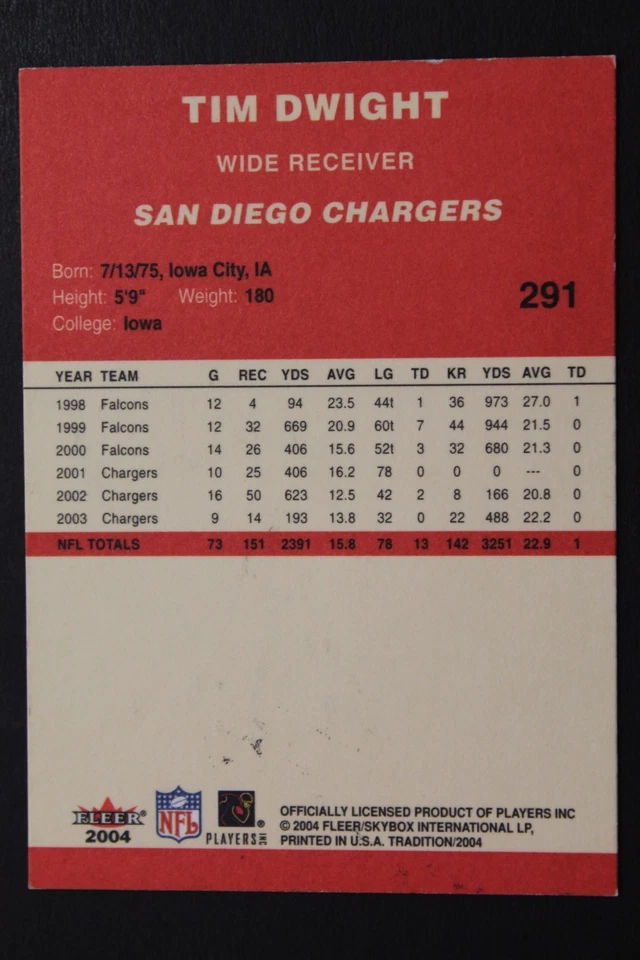 TIM DWIGHT
WIDE RECEIVER
SAN DIEGO CHARGERS
Born: 7/13/75, Iowa City, IA
Height: 5'9" Weight: 180
291
College: Iowa
YEAR TEAM G REC YDS AVG LG TD KR YDS AVG TD
1998 Falcons 12 4 94 23.5 44t 1 36 973 27.0 1
1999 Falcons 12 32 669 20.9 60t 7 44 944 21.5 0
2000 Falcons 14 26 406 15.6 52t 3 32 680 21.3 0
2001 Chargers 10 25 406 16.2 78 0 0 0 --- 0
2002 Chargers 16 50 623 12.5 42 2 8 166 20.8 0
2003 Chargers 9 14 193 13.8 32 0 22 488 22.2 0
NFL TOTALS 73 151 2391 15.8 78 13 142 3251 22.9 1
FLEER®
2004
NFL
®
PLAYERS INC
OFFICIALLY LICENSED PRODUCT OF PLAYERS INC
© 2004 FLEER/SKYBOX INTERNATIONAL LP,
PRINTED IN U.S.A. TRADITION/2004